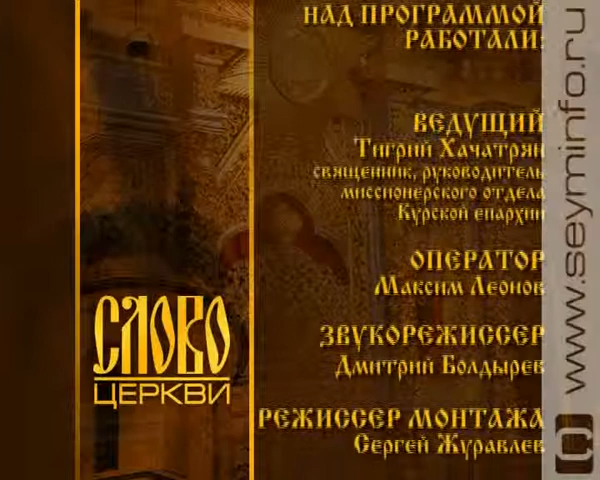 НАД ПРОГРАММОЙ
РАБОТАЛИ:
ВЕДУЩИЙ
Тигрий Хачатрян
священник, руководитель
миссионерского отдела
Курской епархии
ОПЕРАТОР
Максим Леонов
ЗВУКОРЕЖИССЕР
Дмитрий Болдырев
РЕЖИССЕР МОНТАЖА
Сергей Журавлев
СЛОВО
ЦЕРКВИ
www.seyminfo.ru